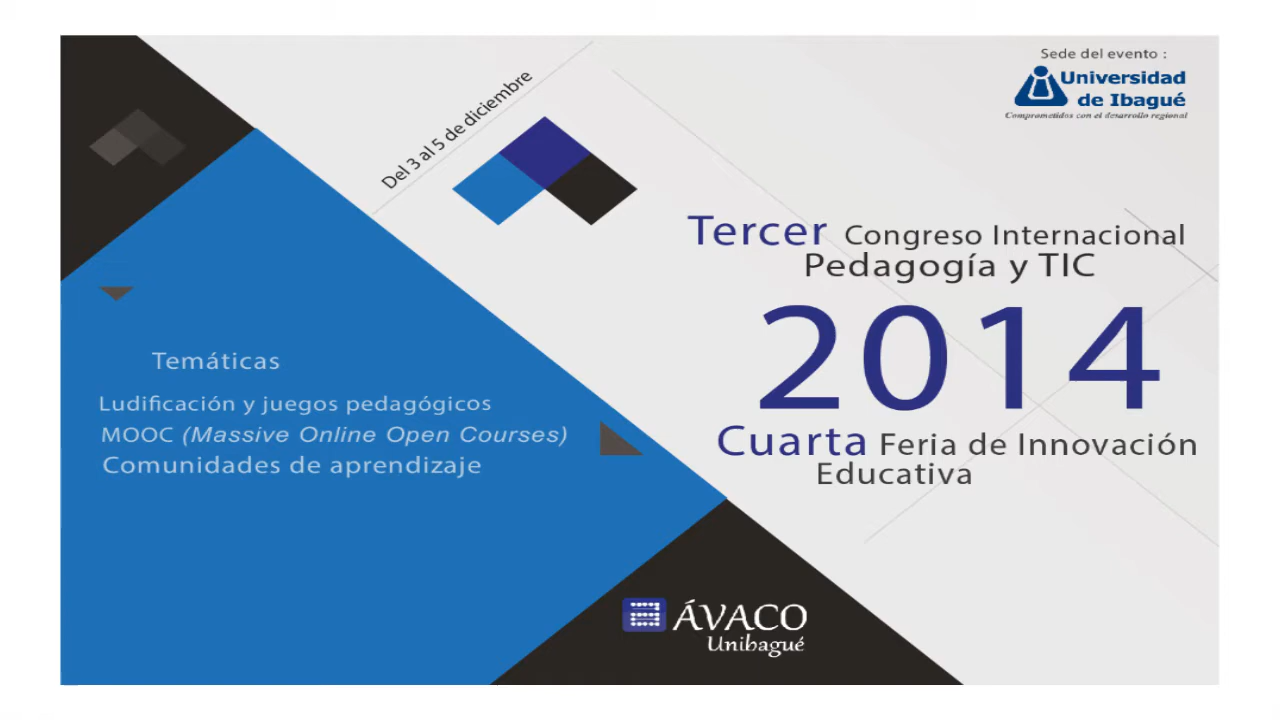 Sede del evento :
Universidad
de Ibagué
Comprometidos con el desarrollo regional
Del 3 al 5 de diciembre
Tercer Congreso Internacional
Pedagogía y TIC
2014
Cuarta Feria de Innovación
Educativa
Temáticas
Ludificación y juegos pedagógicos
MOOC (Massive Online Open Courses)
Comunidades de aprendizaje
ÁVACO
Unibagué